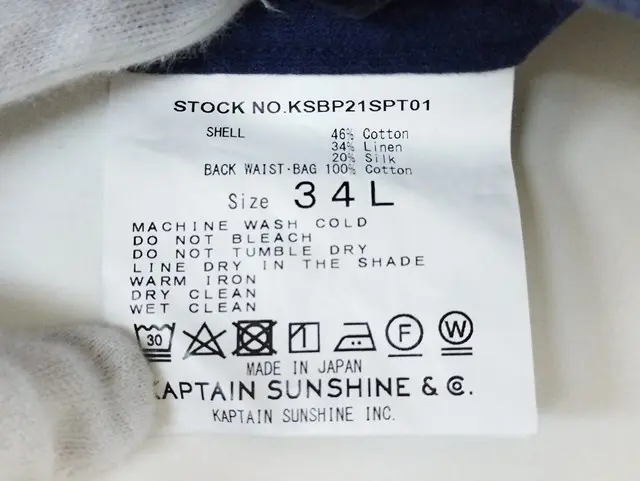 STOCK NO.KSBP21SPT01
SHELL 46% Cotton
34% Linen
20% Silk
BACK WAIST·BAG 100% Cotton
Size 34L
MACHINE WASH COLD
DO NOT BLEACH
DO NOT TUMBLE DRY
LINE DRY IN THE SHADE
WARM IRON
DRY CLEAN
WET CLEAN
30 F W
MADE IN JAPAN
KAPTAIN SUNSHINE & Co.
KAPTAIN SUNSHINE INC.